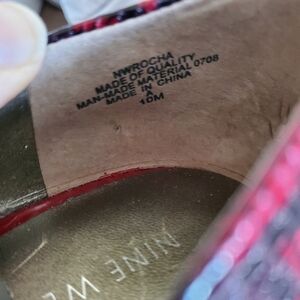 NWROCHA
MADE OF QUALITY
MAN-MADE MATERIAL 0708
MADE IN CHINA
A
10M
NINE WE